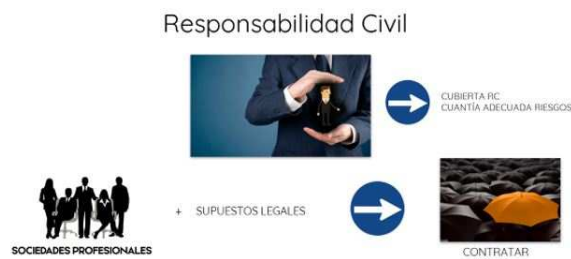 Responsabilidad Civil
CUBIERTA RC
CUANTÍA ADECUADA RIESGOS
+ SUPUESTOS LEGALES
SOCIEDADES PROFESIONALES
CONTRATAR